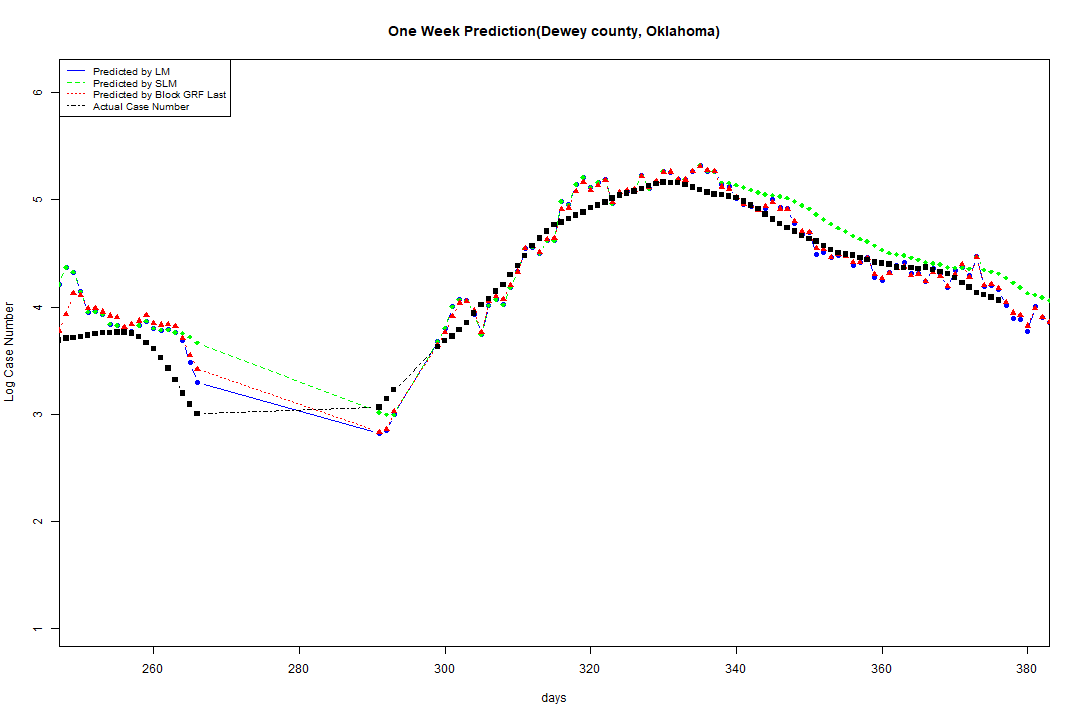 One Week Prediction(Dewey county, Oklahoma)
Predicted by LM
Predicted by SLM
Predicted by Block GRF Last
Actual Case Number
Log Case Number
6
5
4
3
2
1
260 280 300 320 340 360 380
days